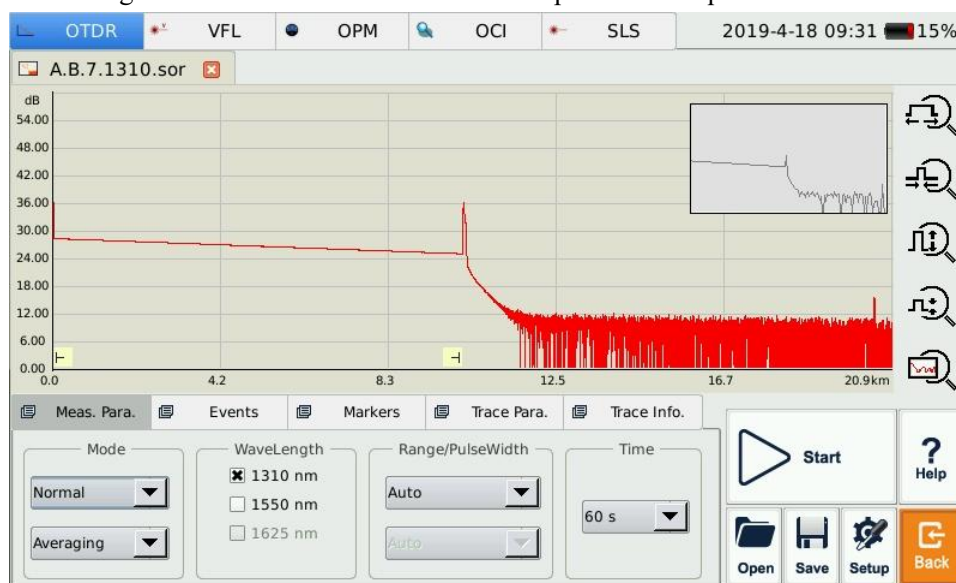 OTDR VFL OPM OCI SLS 2019-4-18 09:31 15%
A.B.7.1310.sor
dB
54.00
48.00
42.00
36.00
30.00
24.00
18.00
12.00
6.00
0.00
0.0 4.2 8.3 12.5 16.7 20.9km
Meas. Para. Events Markers Trace Para. Trace Info.
Mode WaveLength Range/PulseWidth Time
Normal
Averaging
1310 nm
1550 nm
1625 nm
Auto
Auto
60 s
Start
Help
Open Save Setup Back